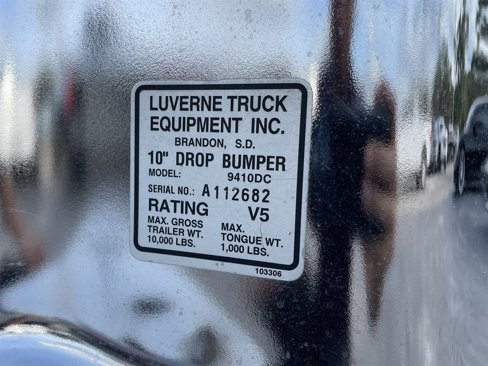 LUVERNE TRUCK
EQUIPMENT INC.
BRANDON, S.D.
10" DROP BUMPER
MODEL: 9410DC
SERIAL NO.: A112682
RATING V5
MAX. GROSS
TRAILER WT.
10,000 LBS.
MAX.
TONGUE WT.
1,000 LBS.
103306